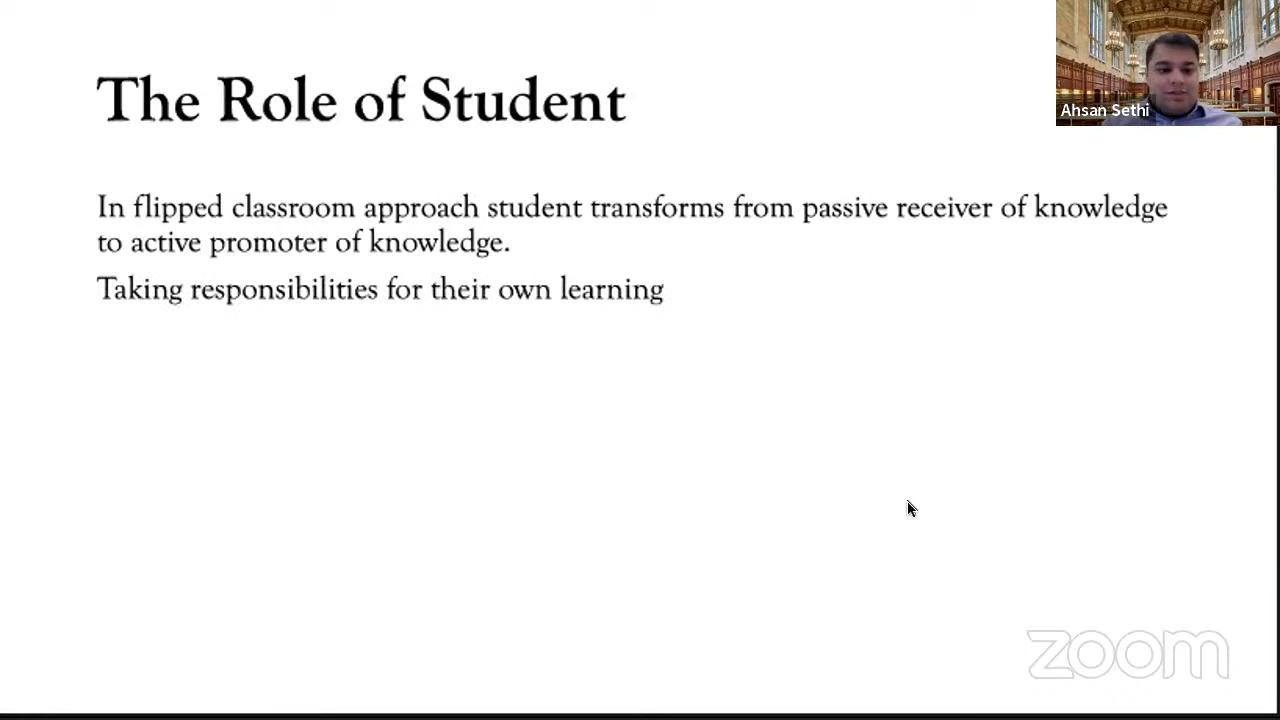 The Role of Student
Ahsan Sethi
In flipped classroom approach student transforms from passive receiver of knowledge
to active promoter of knowledge.
Taking responsibilities for their own learning
zoom